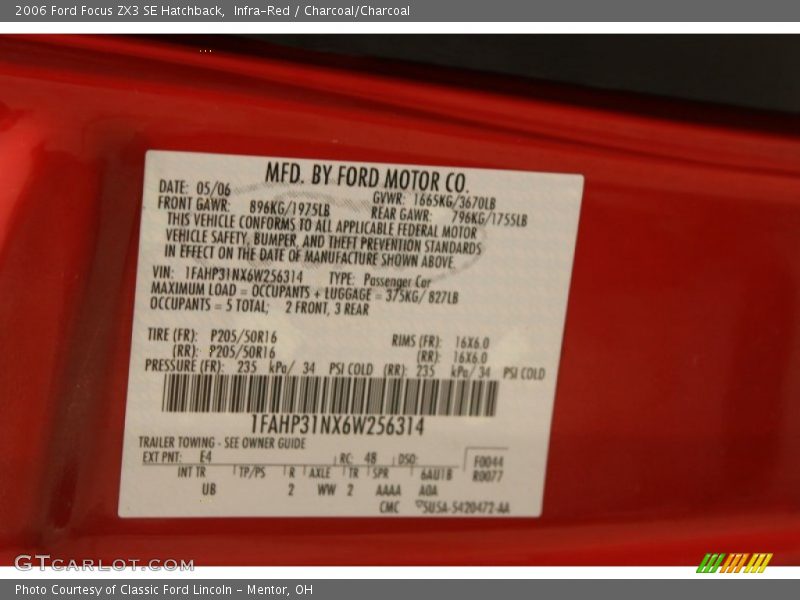 2006 Ford Focus ZX3 SE Hatchback, Infra-Red / Charcoal/Charcoal
MFD. BY FORD MOTOR CO.
DATE: 05/06 GVWR: 1665KG/3670LB
FRONT GAWR: 896KG/1975LB REAR GAWR: 796KG/1755LB
THIS VEHICLE CONFORMS TO ALL APPLICABLE FEDERAL MOTOR
VEHICLE SAFETY, BUMPER, AND THEFT PREVENTION STANDARDS
IN EFFECT ON THE DATE OF MANUFACTURE SHOWN ABOVE
VIN: 1FAHP31NX6W256314 TYPE: Passenger Car
MAXIMUM LOAD = OCCUPANTS + LUGGAGE = 375KG/ 827LB
OCCUPANTS = 5 TOTAL; 2 FRONT, 3 REAR
TIRE (FR): P205/50R16 RIMS (FR): 16X6.0
(RR): P205/50R16 (RR): 16X6.0
PRESSURE (FR): 235 kPa/ 34 PSI COLD (RR): 235 kPa/ 34 PSI COLD
1FAHP31NX6W256314
TRAILER TOWING - SEE OWNER GUIDE
EXT PNT: E4 RC: 48 DSO: F0044
INT TR TP/PS R AXLE TR SPR 6AU1B R0077
UB 2 WW 2 AAAA AOA
CMC 5U5A-5420472-AA
GTCARLOT.COM
Photo Courtesy of Classic Ford Lincoln - Mentor, OH